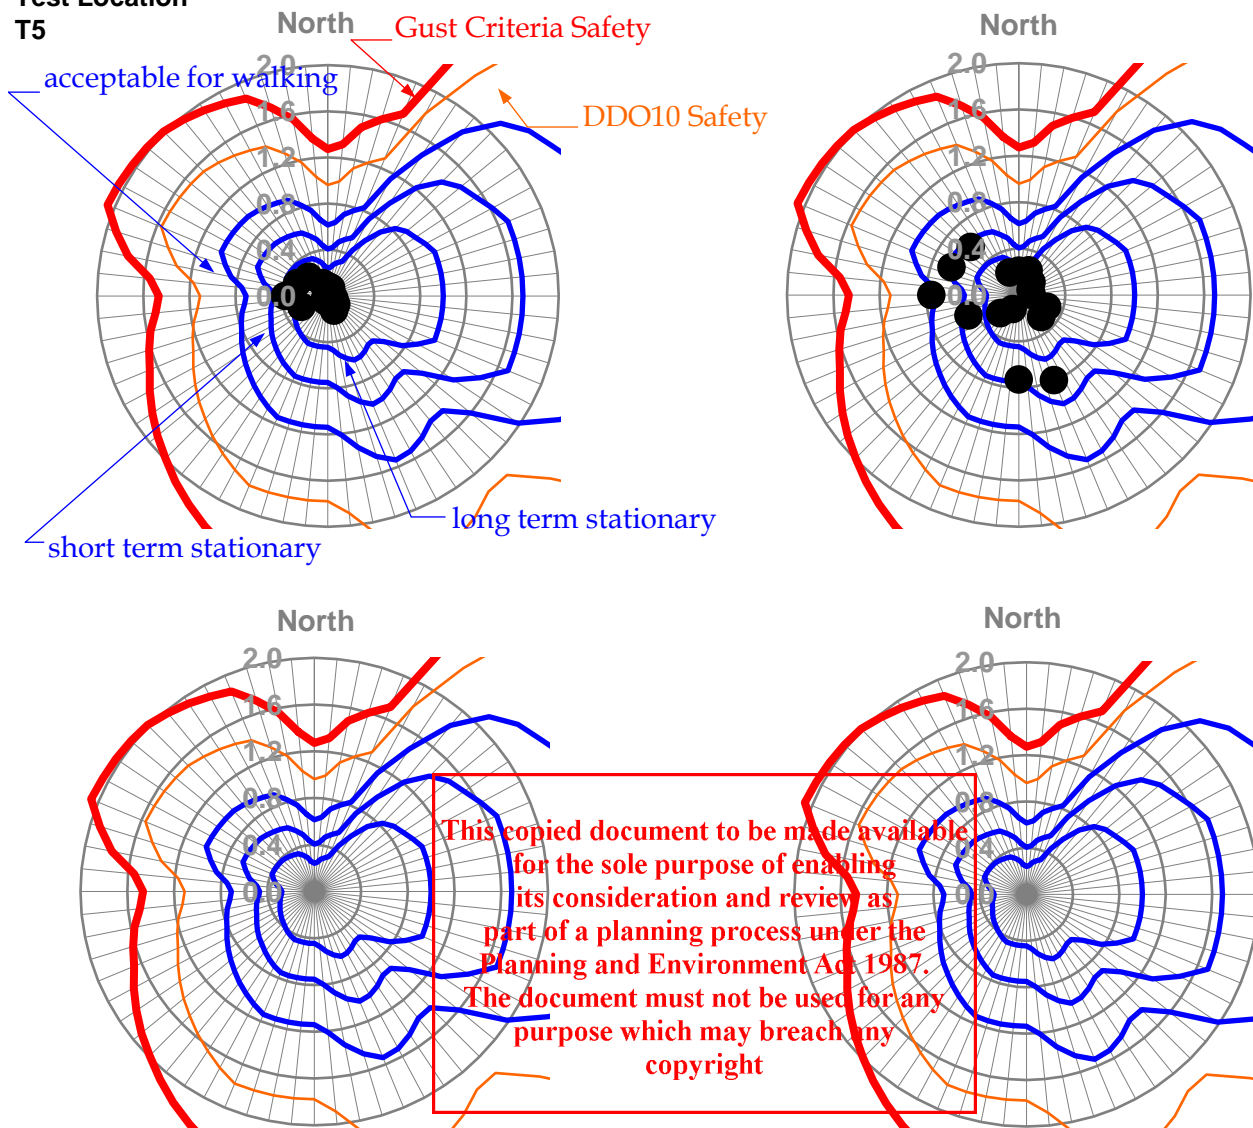 Test Location
T5
North
North
Gust Criteria Safety
acceptable for walking
DDO10 Safety
2.0
1.6
1.2
0.8
0.4
0.0
2.0
1.6
1.2
0.8
0.4
0.0
long term stationary
short term stationary
North
North
2.0
1.6
1.2
0.8
0.4
0.0
2.0
1.6
1.2
0.8
0.4
0.0
This copied document to be made available
for the sole purpose of enabling
its consideration and review as
part of a planning process under the
Planning and Environment Act 1987.
The document must not be used for any
purpose which may breach any
copyright